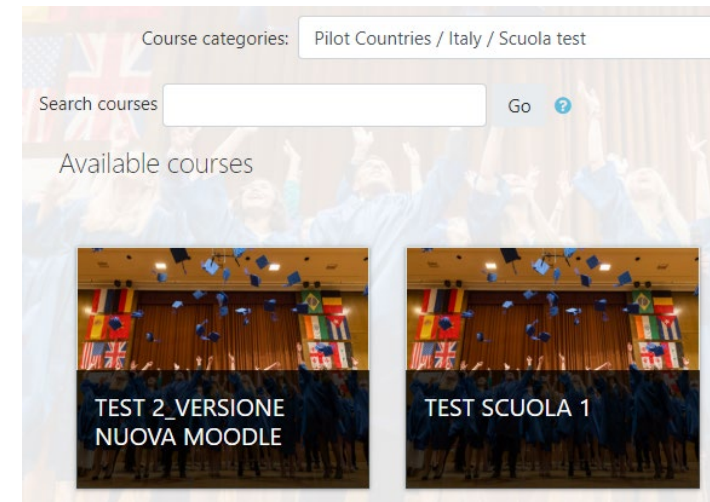 Course categories: Pilot Countries / Italy / Scuola test
Search courses Go ?
Available courses
TEST 2_VERSIONE
NUOVA MOODLE
TEST SCUOLA 1